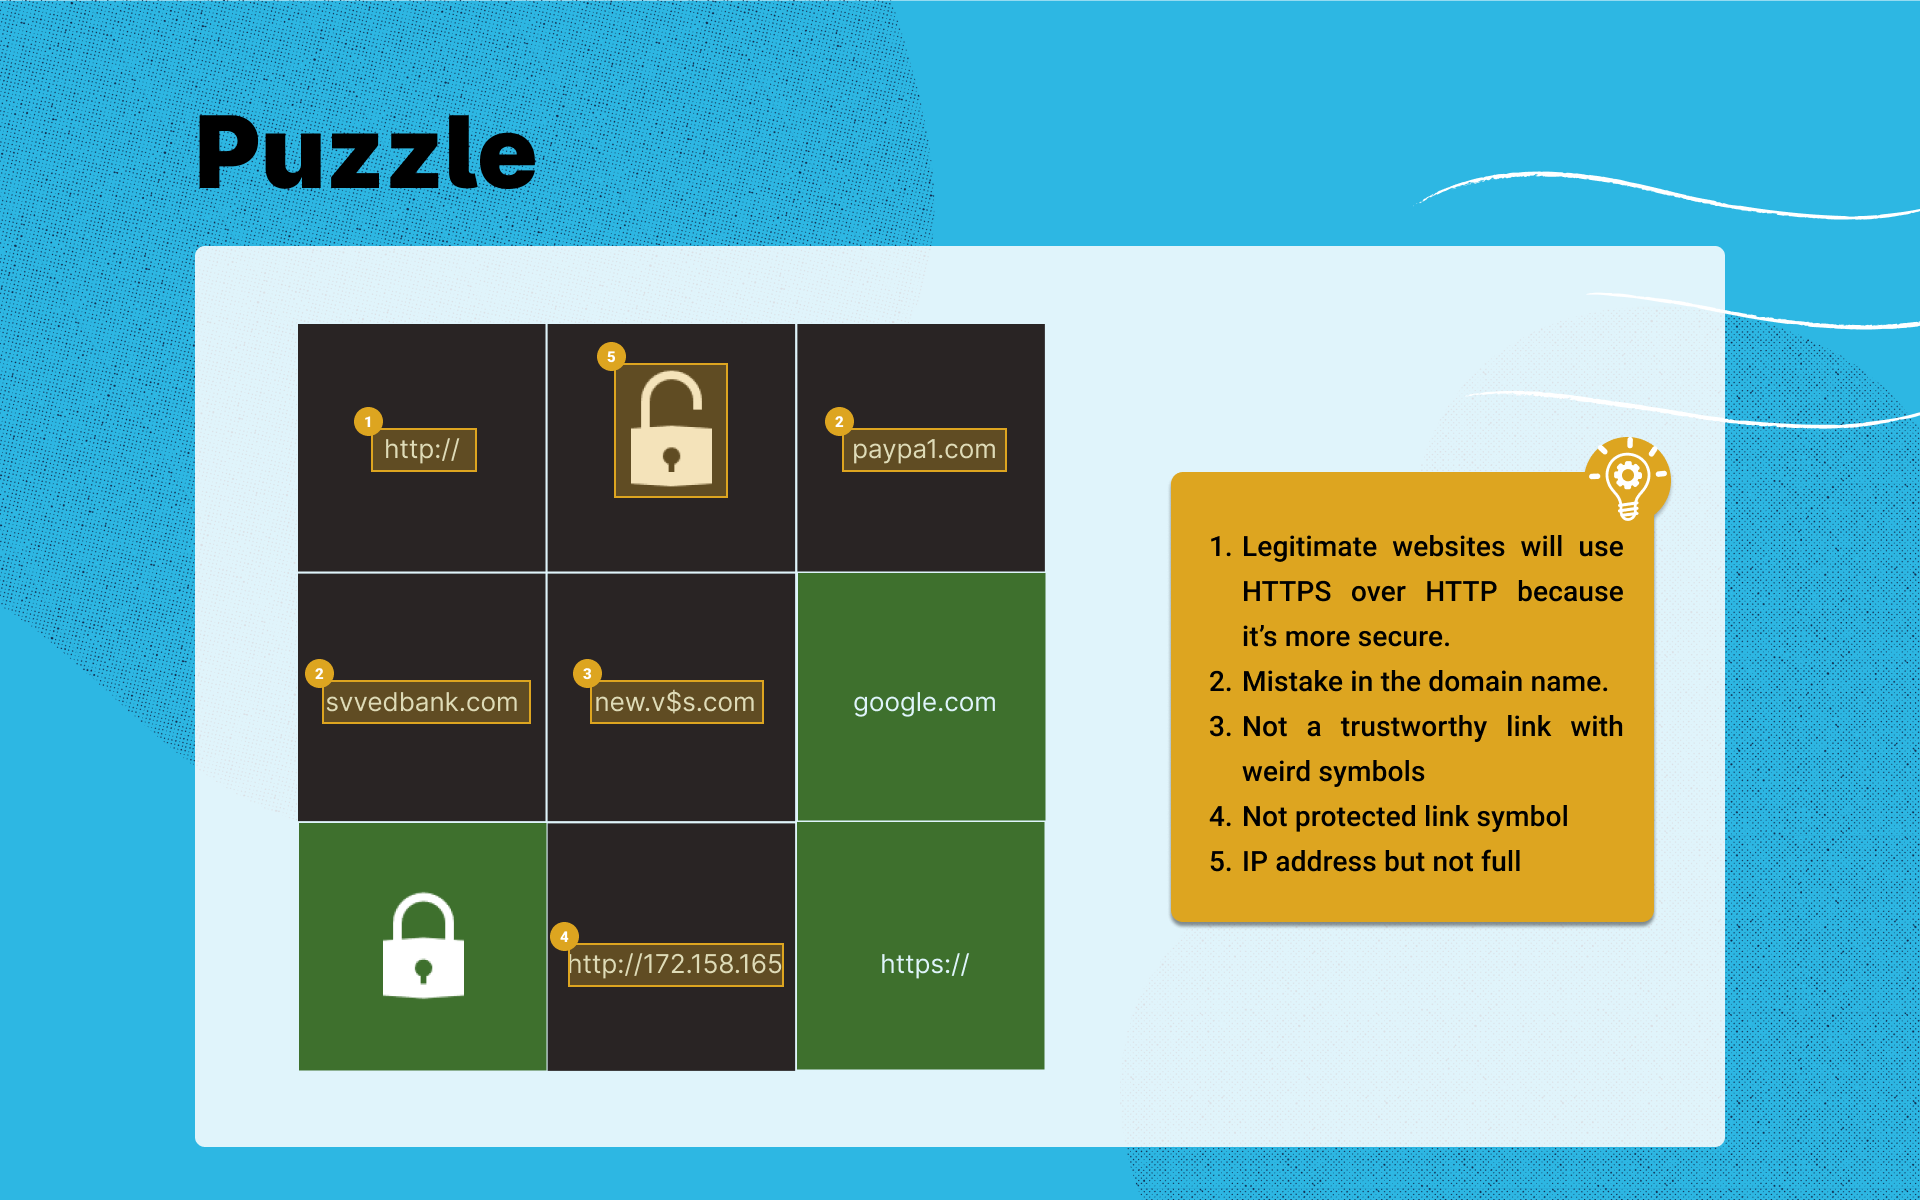 Puzzle
1
http://
5
2
paypa1.com
2
svvedbank.com
3
new.v$s.com
google.com
4
http://172.158.165
https://
1. Legitimate websites will use
HTTPS over HTTP because
it’s more secure.
2. Mistake in the domain name.
3. Not a trustworthy link with
weird symbols
4. Not protected link symbol
5. IP address but not full